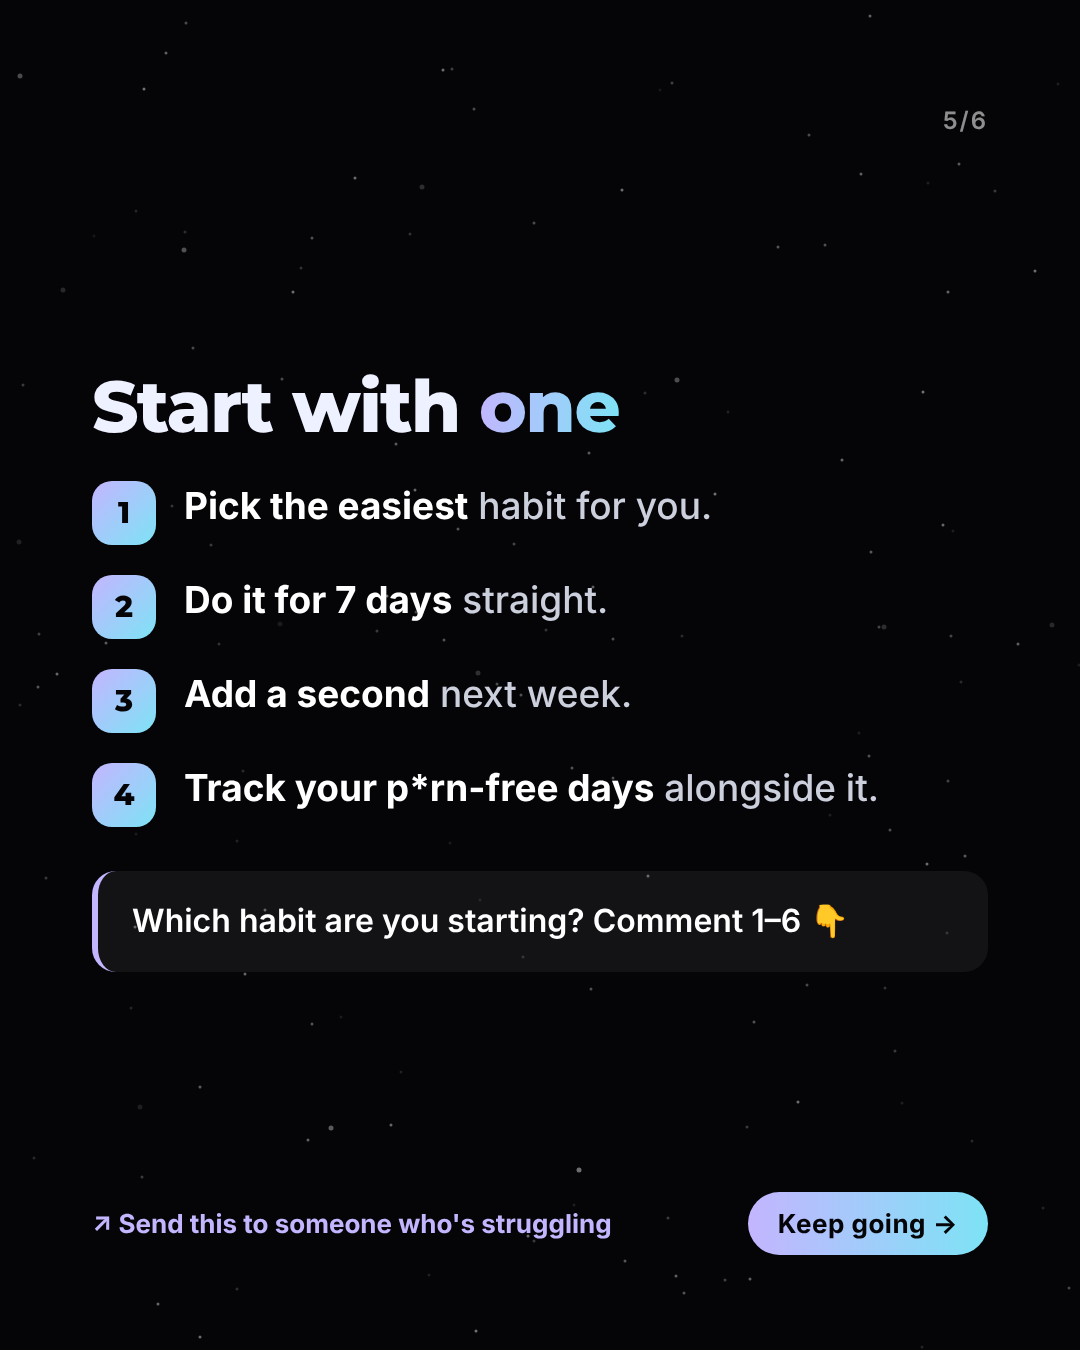 5/6
Start with one
1 Pick the easiest habit for you.
2 Do it for 7 days straight.
3 Add a second next week.
4 Track your p*rn-free days alongside it.
Which habit are you starting? Comment 1–6 👇
↗ Send this to someone who's struggling
Keep going →